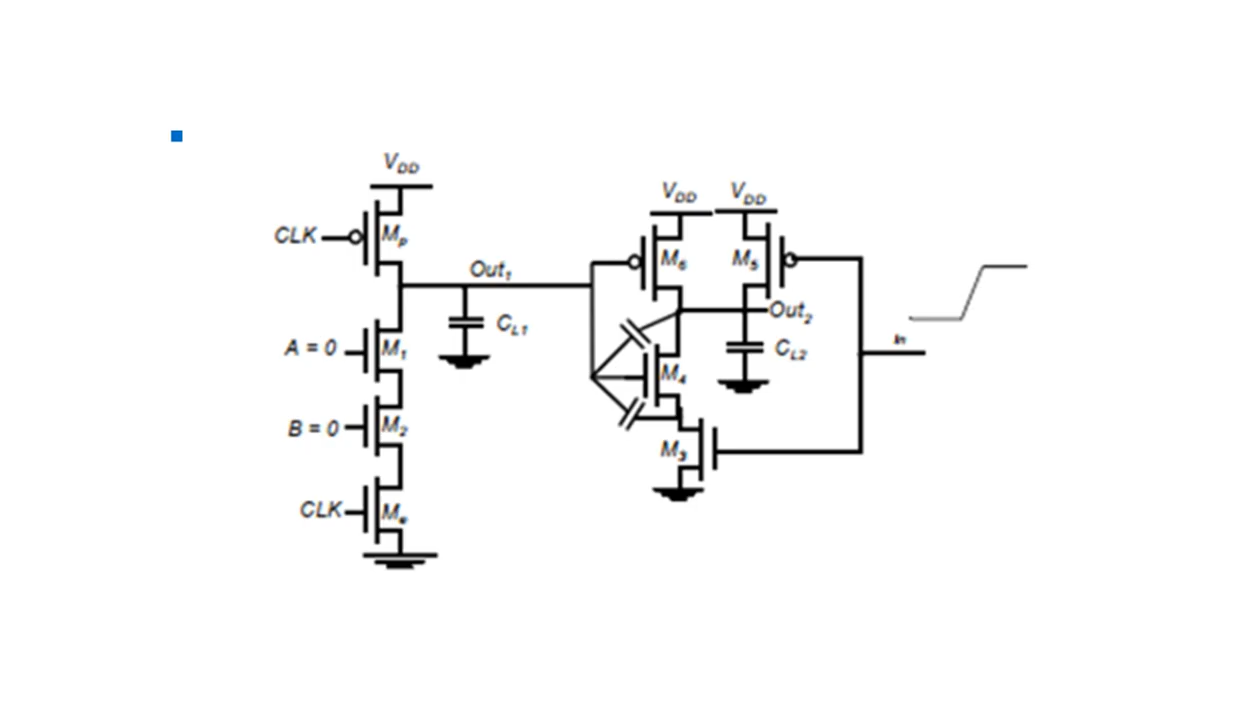 VDD
CLK
Mp
Out1
CL1
A = 0
M1
B = 0
M2
CLK
Me
VDD
VDD
M6
M5
Out2
CL2
M4
M3
In